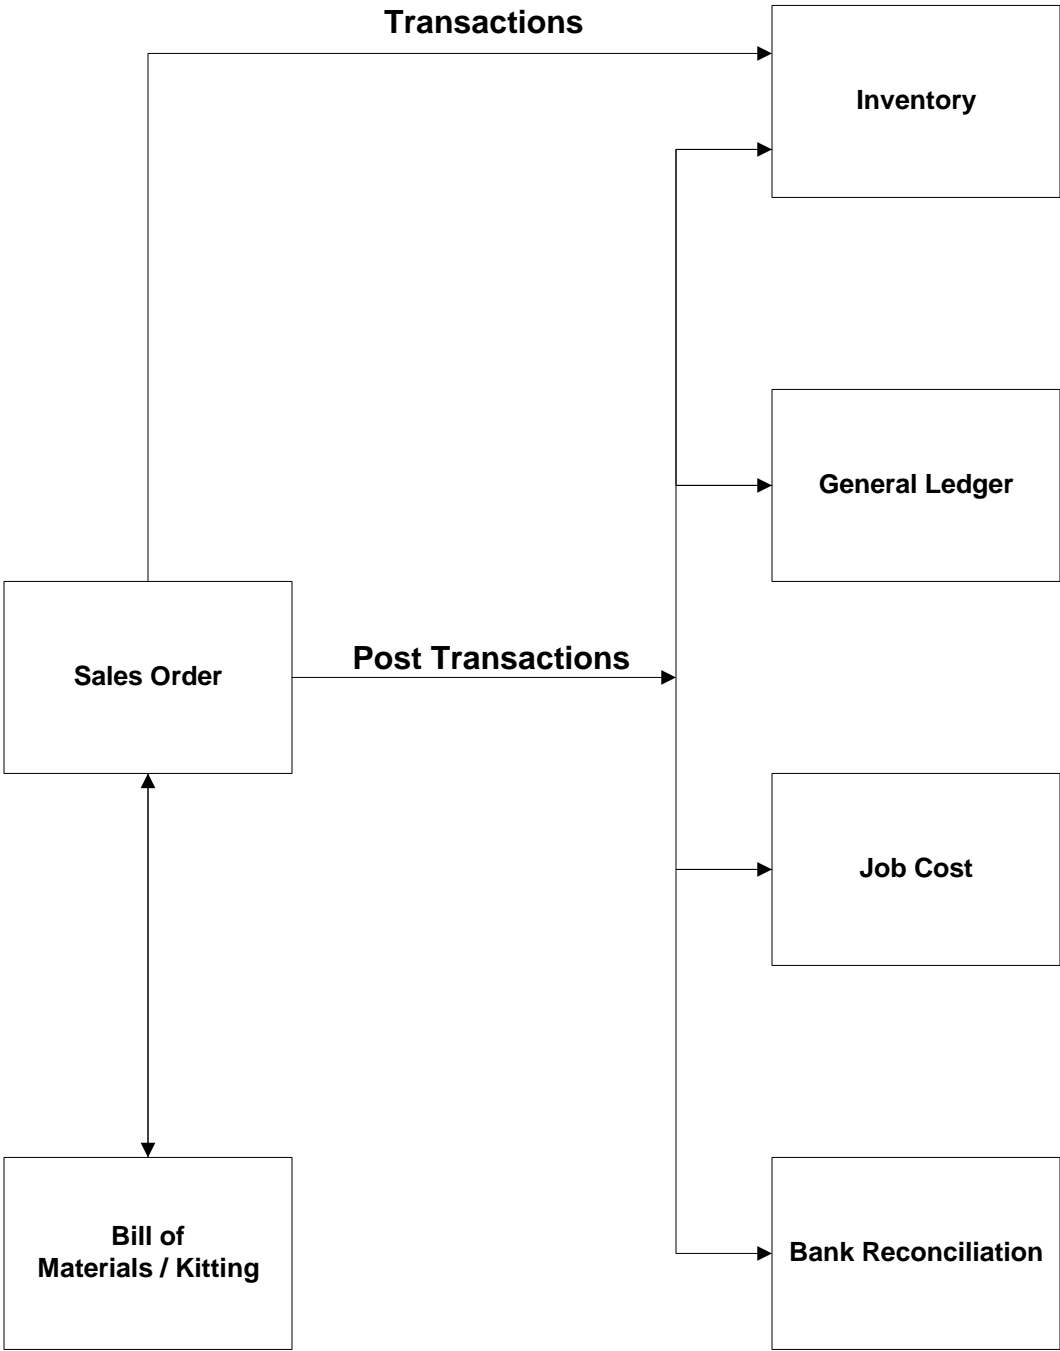 Transactions
Inventory
General Ledger
Sales Order
Post Transactions
Job Cost
Bill of
Materials / Kitting
Bank Reconciliation